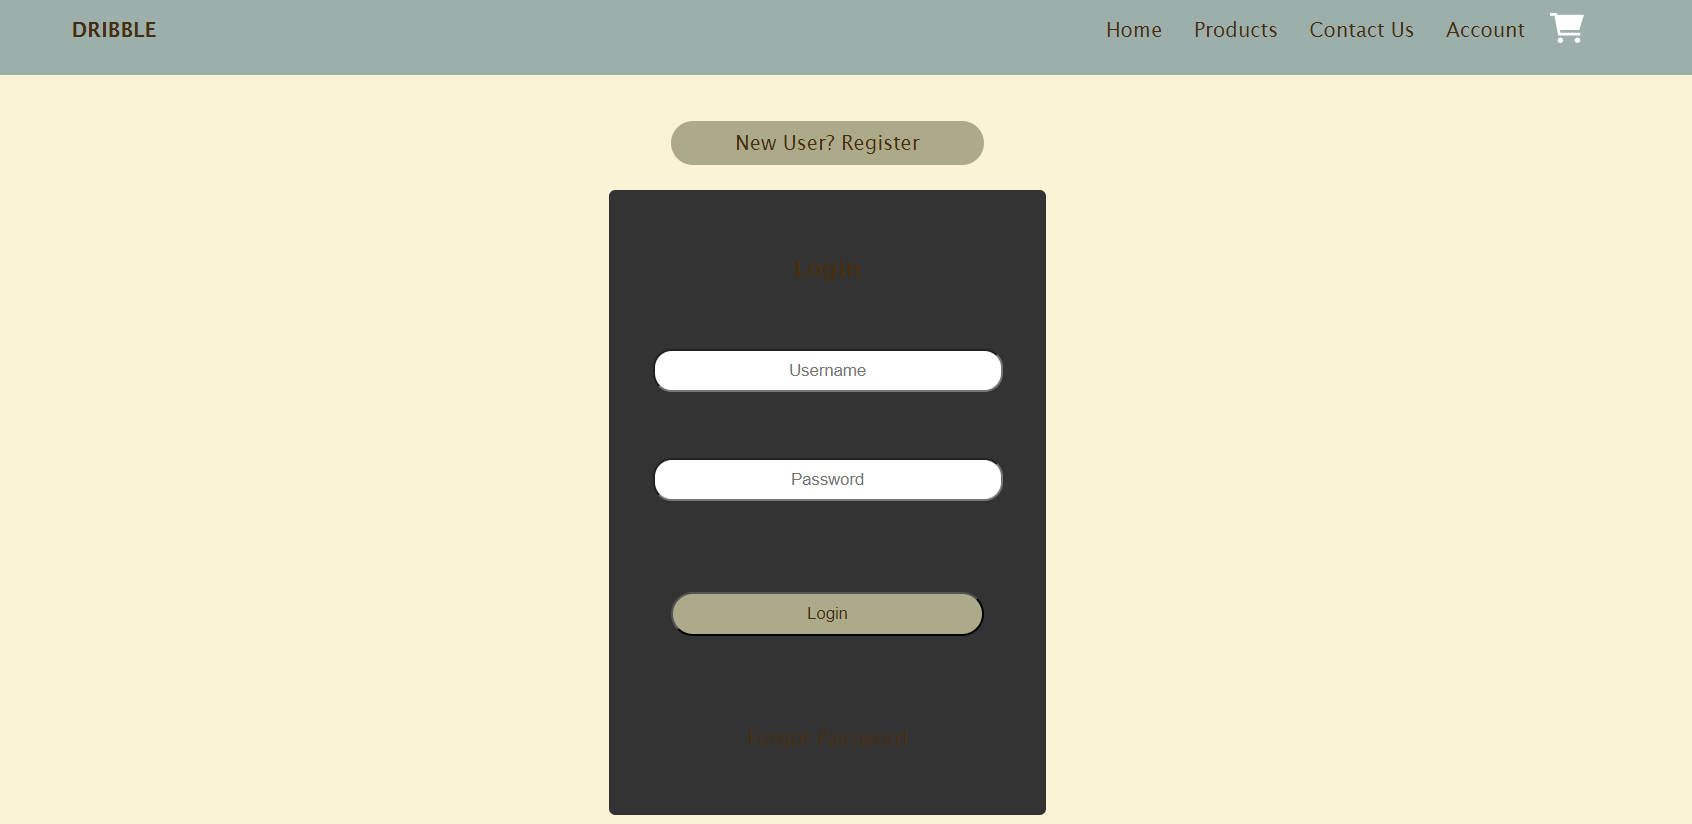 DRIBBLE Home Products Contact Us Account
New User? Register
Login
Username
Password
Login
Forgot Password